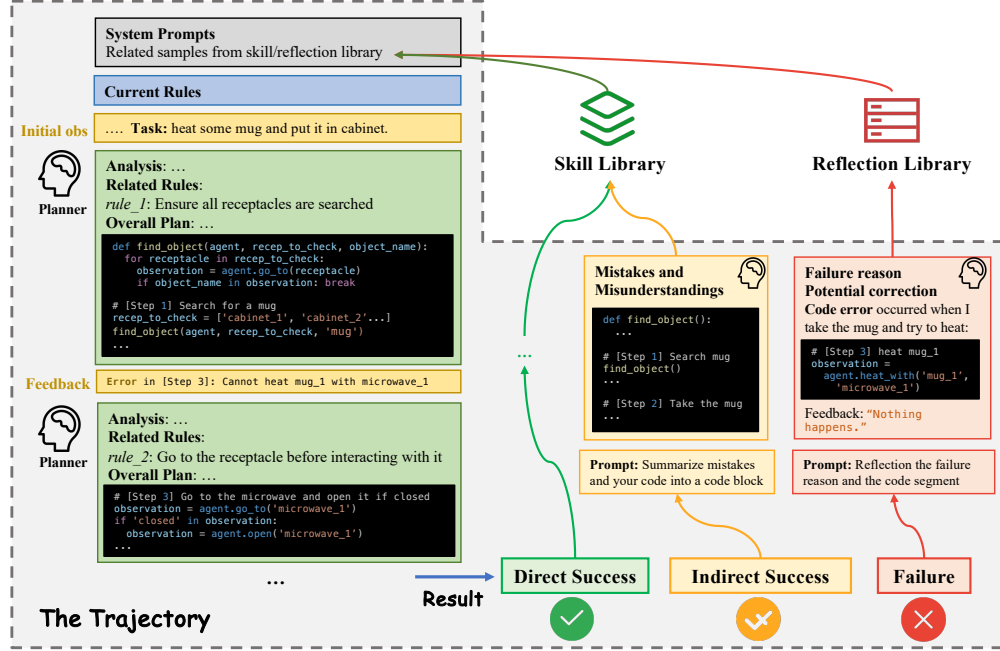 System Prompts
Related samples from skill/reflection library
Current Rules
Initial obs
.... Task: heat some mug and put it in cabinet.
Planner
Analysis: ...
Related Rules:
rule_1: Ensure all receptacles are searched
Overall Plan: ...
def find_object(agent, recep_to_check, object_name):
for receptacle in recep_to_check:
observation = agent.go_to(receptacle)
if object_name in observation: break
# [Step 1] Search for a mug
recep_to_check = ['cabinet_1', 'cabinet_2'...]
find_object(agent, recep_to_check, 'mug')
...
Feedback
Error in [Step 3]: Cannot heat mug_1 with microwave_1
Planner
Analysis: ...
Related Rules:
rule_2: Go to the receptacle before interacting with it
Overall Plan: ...
# [Step 3] Go to the microwave and open it if closed
observation = agent.go_to('microwave_1')
if 'closed' in observation:
observation = agent.open('microwave_1')
...
...
The Trajectory
Result
Skill Library
Reflection Library
...
Mistakes and
Misunderstandings
def find_object():
...
# [Step 1] Search mug
find_object()
...
# [Step 2] Take the mug
...
Prompt: Summarize mistakes
and your code into a code block
Failure reason
Potential correction
Code error occurred when I
take the mug and try to heat:
# [Step 3] heat mug_1
observation =
agent.heat_with('mug_1',
'microwave_1')
Feedback: “Nothing
happens.”
Prompt: Reflection the failure
reason and the code segment
Direct Success
Indirect Success
Failure